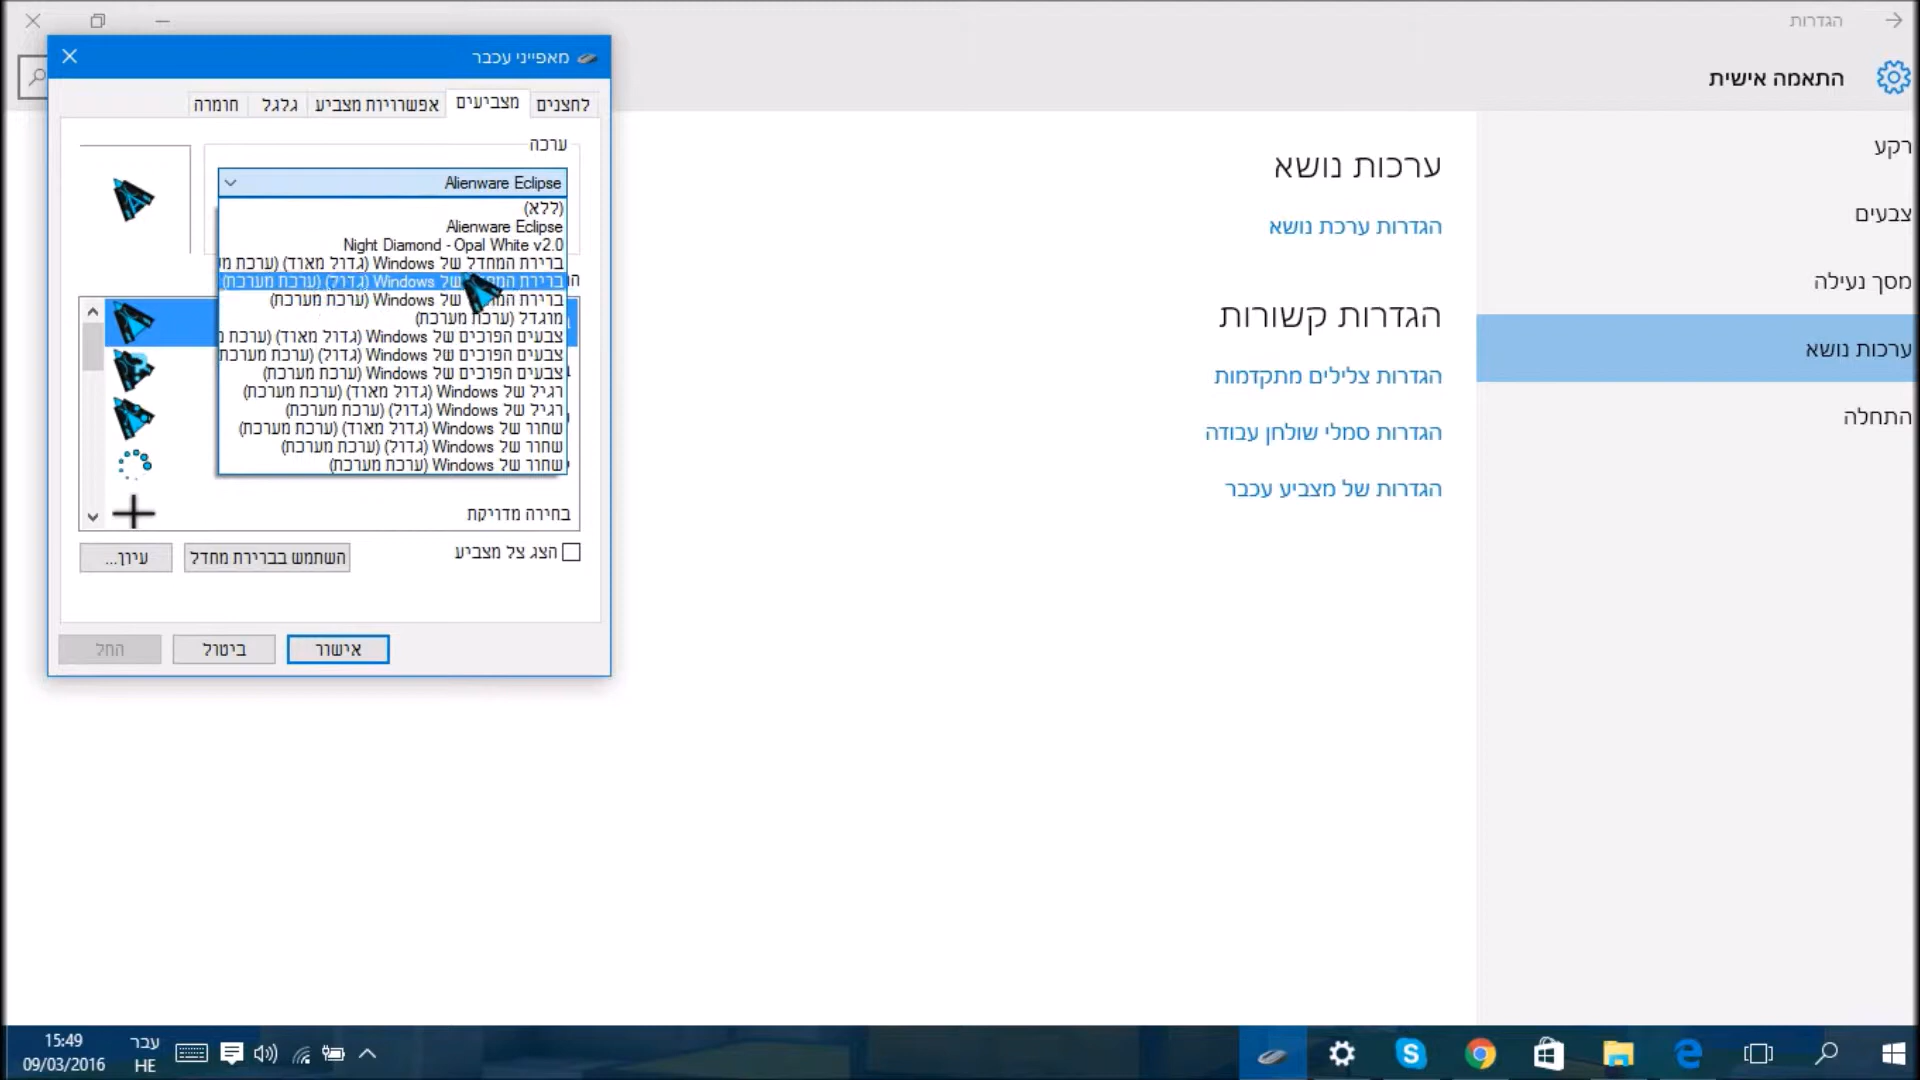 הגדרות
התאמה אישית
רקע
צבעים
מסך נעילה
ערכות נושא
התחלה
ערכות נושא
הגדרות ערכת נושא
הגדרות קשורות
הגדרות צלילים מתקדמות
הגדרות סמלי שולחן עבודה
הגדרות של מצביע עכבר
מאפייני עכבר
לחצנים מצביעים אפשרויות מצביע גלגל חומרה
ערכה
Alienware Eclipse
(ללא)
Alienware Eclipse
Night Diamond - Opal White v2.0
ברירת המחדל של Windows (גדול מאוד) (ערכת
ברירת של Windows (גדול) (ערכת מערכת)
ברירת של Windows (ערכת מערכת)
מוגדל (ערכת מערכת)
צבעים הפוכים של Windows (גדול מאוד) (ערכת
צבעים הפוכים של Windows (גדול) (ערכת מערכת
צבעים הפוכים של Windows (ערכת מערכת)
רגיל של Windows (גדול מאוד) (ערכת מערכת)
רגיל של Windows (גדול) (ערכת מערכת)
שחור של Windows (גדול מאוד) (ערכת מערכת)
שחור של Windows (גדול) (ערכת מערכת)
שחור של Windows (ערכת מערכת)
בחירה מדויקת
הצג צל מצביע
השתמש בברירת מחדל
עיון...
אישור ביטול החל
עבר
HE
15:49
09/03/2016